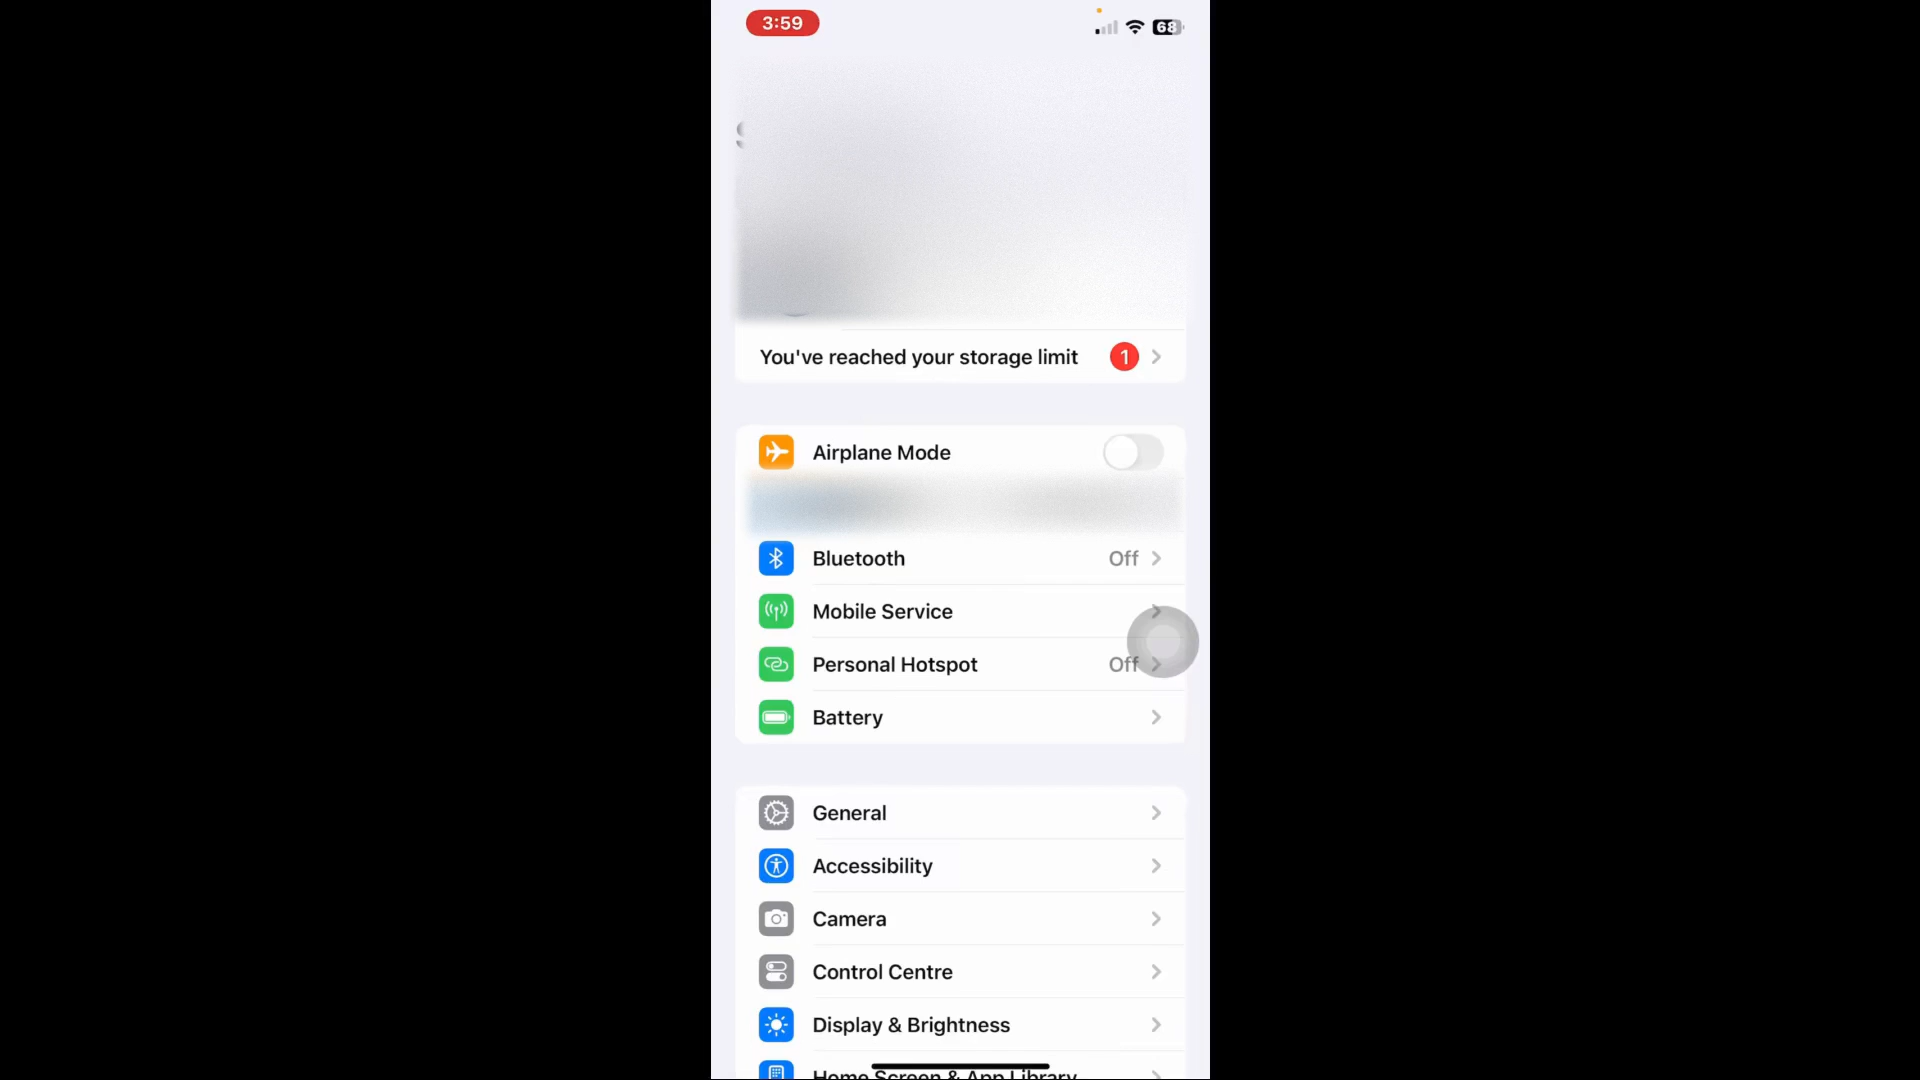 3:59
68
You've reached your storage limit 1
Airplane Mode
Bluetooth Off
Mobile Service
Personal Hotspot Off
Battery
General
Accessibility
Camera
Control Centre
Display & Brightness
Home Screen & App Library